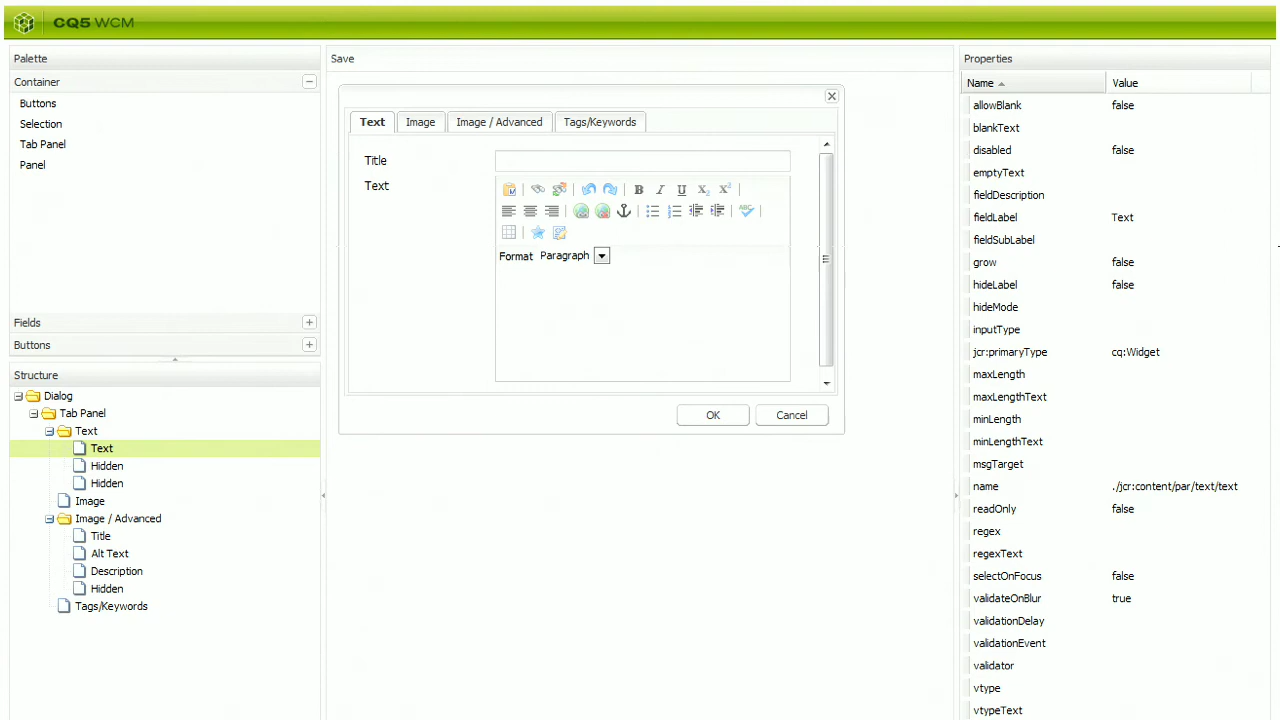 CQ5 WCM
Palette
Container
Buttons
Selection
Tab Panel
Panel
Fields
Buttons
Structure
Dialog
Tab Panel
Text
Text
Hidden
Hidden
Image
Image / Advanced
Title
Alt Text
Description
Hidden
Tags/Keywords
Save
Text Image Image / Advanced Tags/Keywords
Title
Text
B I U X₂ X²
ABC
Format Paragraph
OK Cancel
Properties
Name Value
allowBlank false
blankText
disabled false
emptyText
fieldDescription
fieldLabel Text
fieldSubLabel
grow false
hideLabel false
hideMode
inputType
jcr:primaryType cq:Widget
maxLength
maxLengthText
minLength
minLengthText
msgTarget
name ./jcr:content/par/text/text
readOnly false
regex
regexText
selectOnFocus false
validateOnBlur true
validationDelay
validationEvent
validator
vtype
vtypeText